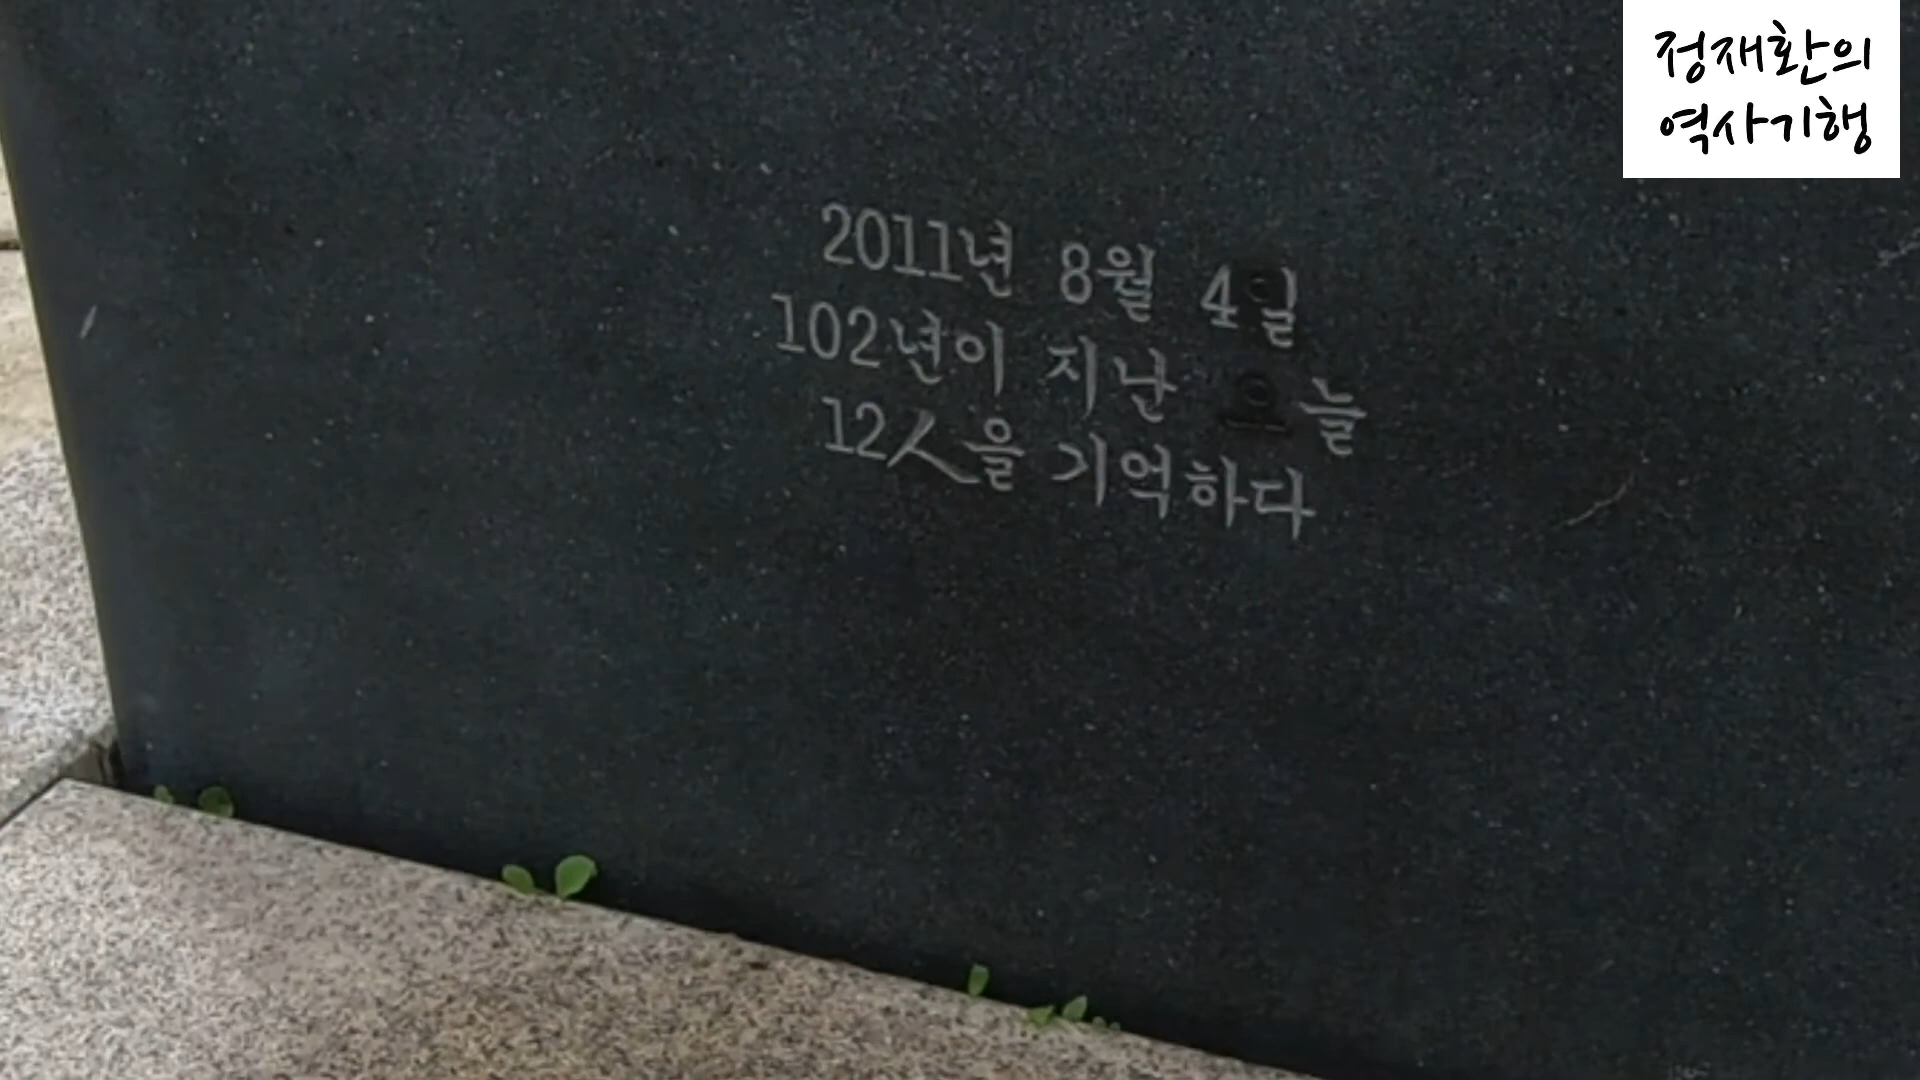 정재환의
역사기행
2011년 8월 4일
102년이 지난 오늘
12人을 기억하다